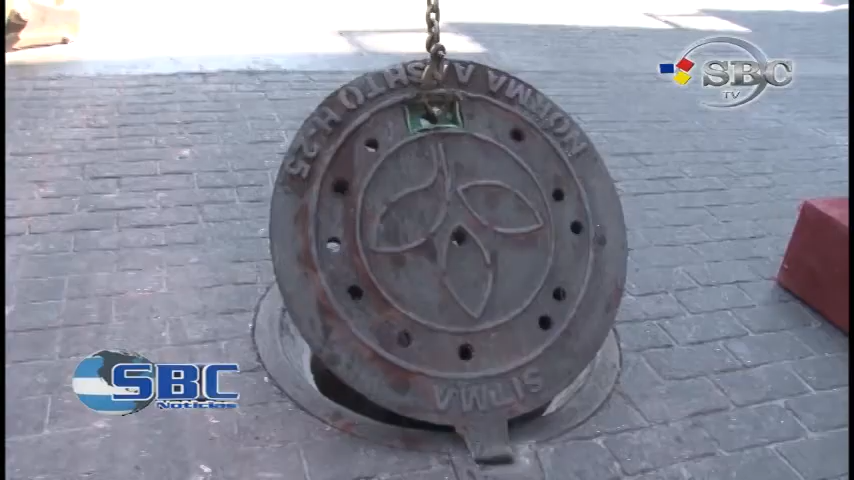 SBC
TV
NORMA AASHTO H-25
SITMA
SBC
Noticias